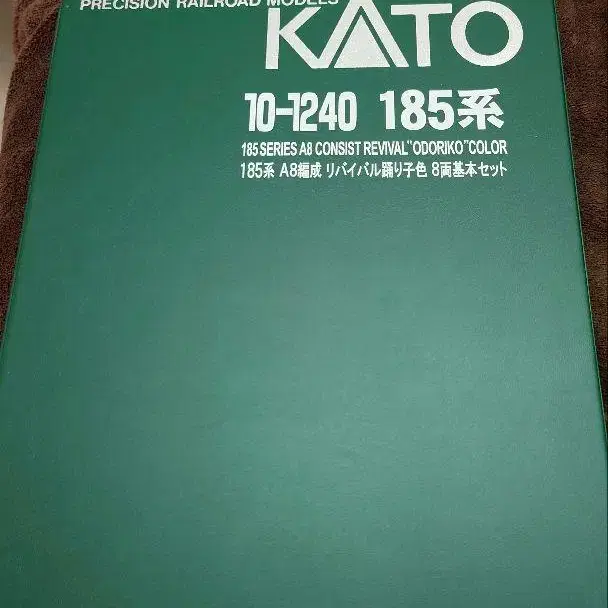 PRECISION RAILROAD MODELS
KATO
10-1240 185系
185 SERIES A8 CONSIST REVIVAL "ODORIKO" COLOR
185系 A8編成 リバイバル踊り子色 8両基本セット